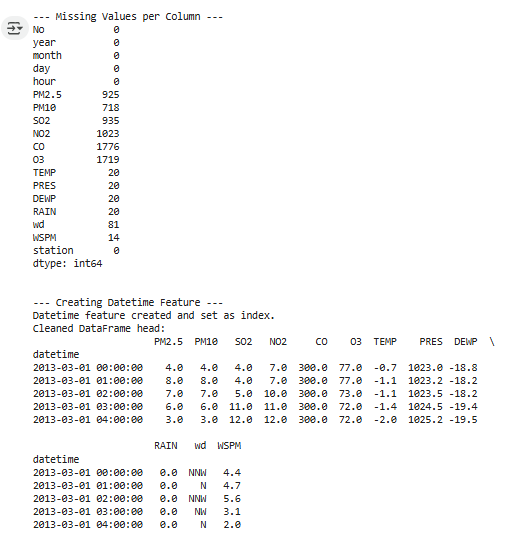 --- Missing Values per Column ---
No 0
year 0
month 0
day 0
hour 0
PM2.5 925
PM10 718
SO2 935
NO2 1023
CO 1776
O3 1719
TEMP 20
PRES 20
DEWP 20
RAIN 20
wd 81
WSPM 14
station 0
dtype: int64
--- Creating Datetime Feature ---
Datetime feature created and set as index.
Cleaned DataFrame head:
PM2.5 PM10 SO2 NO2 CO O3 TEMP PRES DEWP \
datetime
2013-03-01 00:00:00 4.0 4.0 4.0 7.0 300.0 77.0 -0.7 1023.0 -18.8
2013-03-01 01:00:00 8.0 8.0 4.0 7.0 300.0 77.0 -1.1 1023.2 -18.2
2013-03-01 02:00:00 7.0 7.0 5.0 10.0 300.0 73.0 -1.1 1023.5 -18.2
2013-03-01 03:00:00 6.0 6.0 11.0 11.0 300.0 72.0 -1.4 1024.5 -19.4
2013-03-01 04:00:00 3.0 3.0 12.0 12.0 300.0 72.0 -2.0 1025.2 -19.5
RAIN wd WSPM
datetime
2013-03-01 00:00:00 0.0 NNW 4.4
2013-03-01 01:00:00 0.0 N 4.7
2013-03-01 02:00:00 0.0 NNW 5.6
2013-03-01 03:00:00 0.0 NW 3.1
2013-03-01 04:00:00 0.0 N 2.0